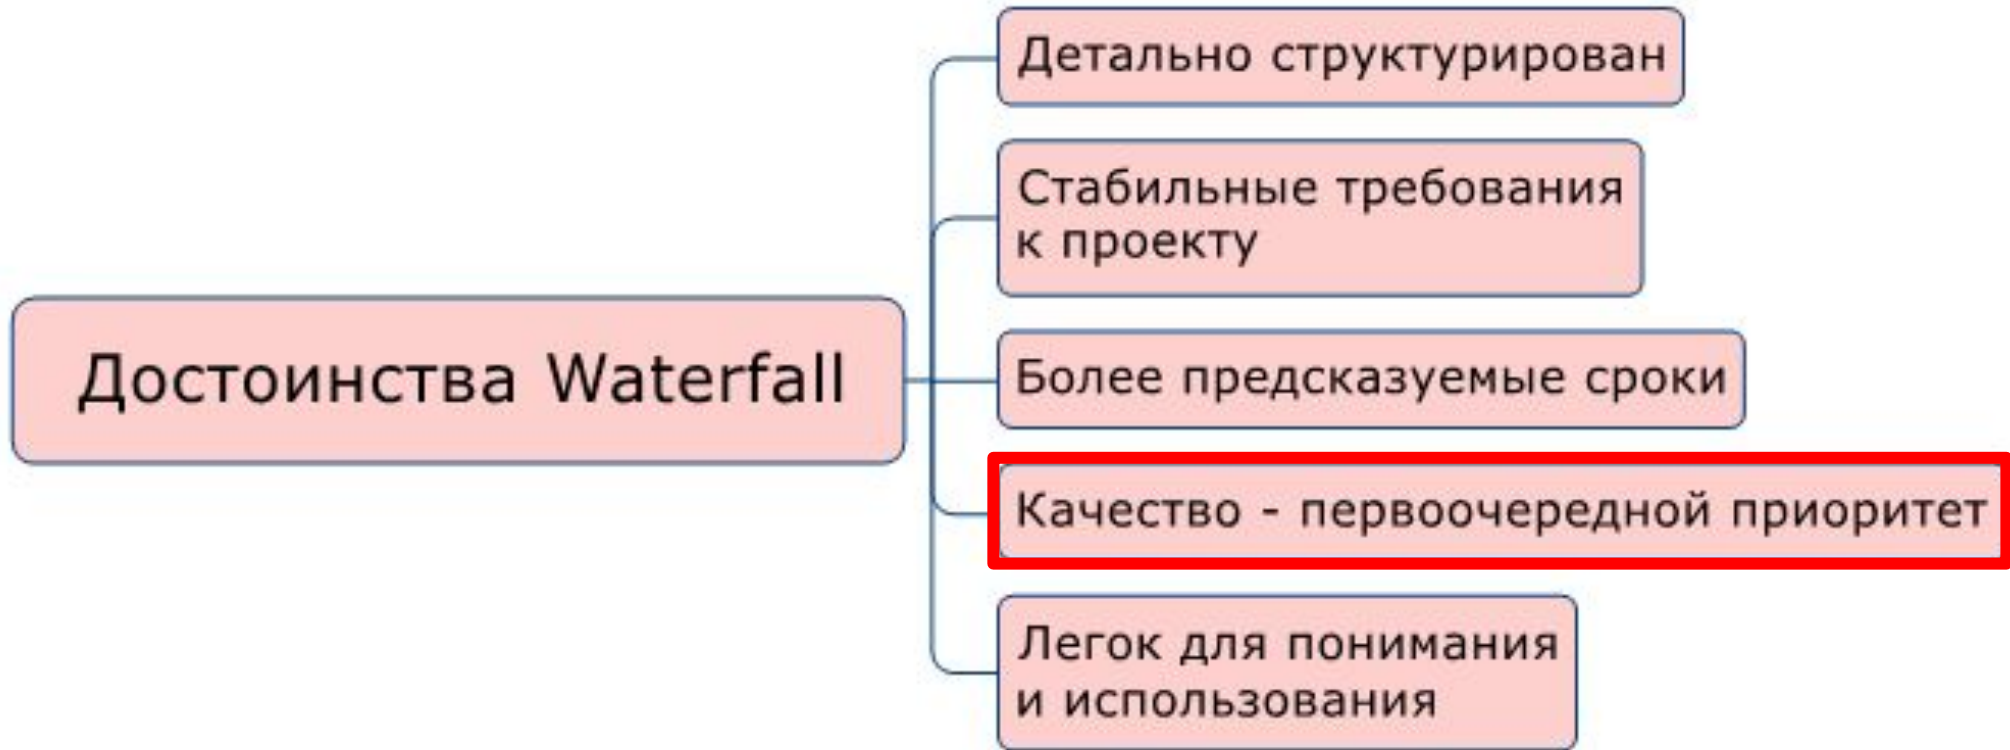 Достоинства Waterfall
Детально структурирован
Стабильные требования
к проекту
Более предсказуемые сроки
Качество - первоочередной приоритет
Легок для понимания
и использования